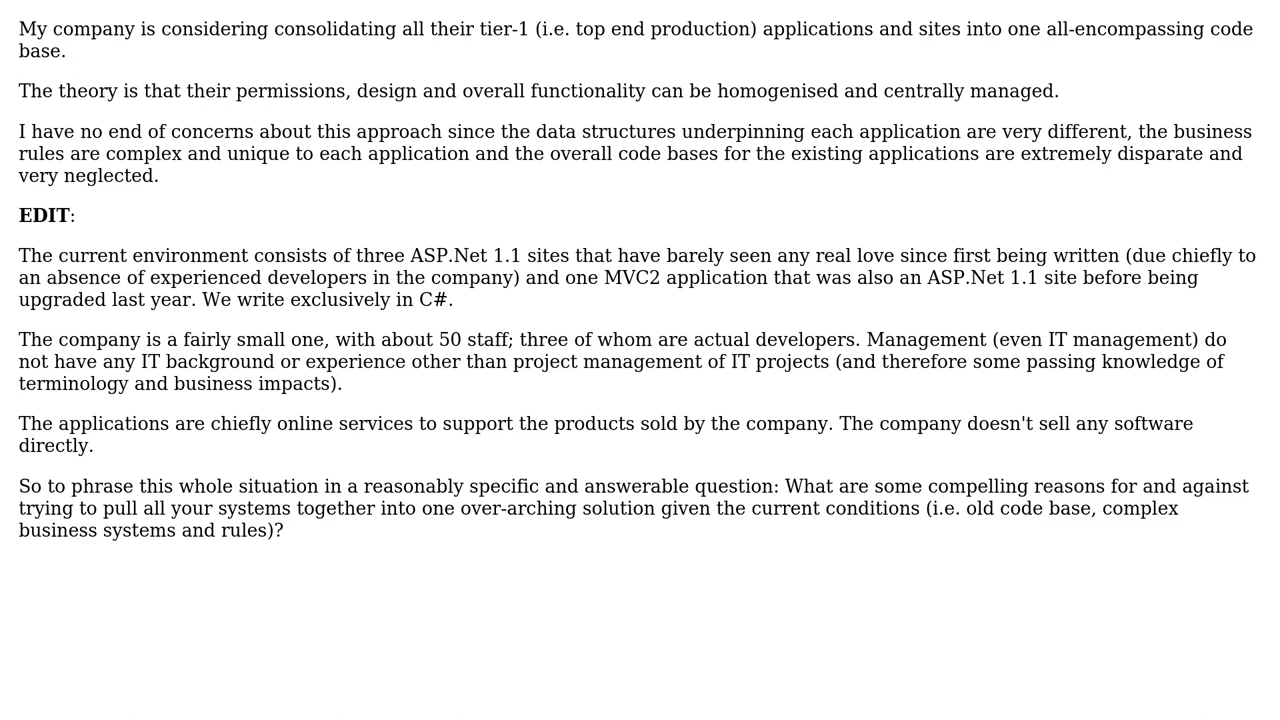 My company is considering consolidating all their tier-1 (i.e. top end production) applications and sites into one all-encompassing code
base.
The theory is that their permissions, design and overall functionality can be homogenised and centrally managed.
I have no end of concerns about this approach since the data structures underpinning each application are very different, the business
rules are complex and unique to each application and the overall code bases for the existing applications are extremely disparate and
very neglected.
EDIT:
The current environment consists of three ASP.Net 1.1 sites that have barely seen any real love since first being written (due chiefly to
an absence of experienced developers in the company) and one MVC2 application that was also an ASP.Net 1.1 site before being
upgraded last year. We write exclusively in C#.
The company is a fairly small one, with about 50 staff; three of whom are actual developers. Management (even IT management) do
not have any IT background or experience other than project management of IT projects (and therefore some passing knowledge of
terminology and business impacts).
The applications are chiefly online services to support the products sold by the company. The company doesn't sell any software
directly.
So to phrase this whole situation in a reasonably specific and answerable question: What are some compelling reasons for and against
trying to pull all your systems together into one over-arching solution given the current conditions (i.e. old code base, complex
business systems and rules)?